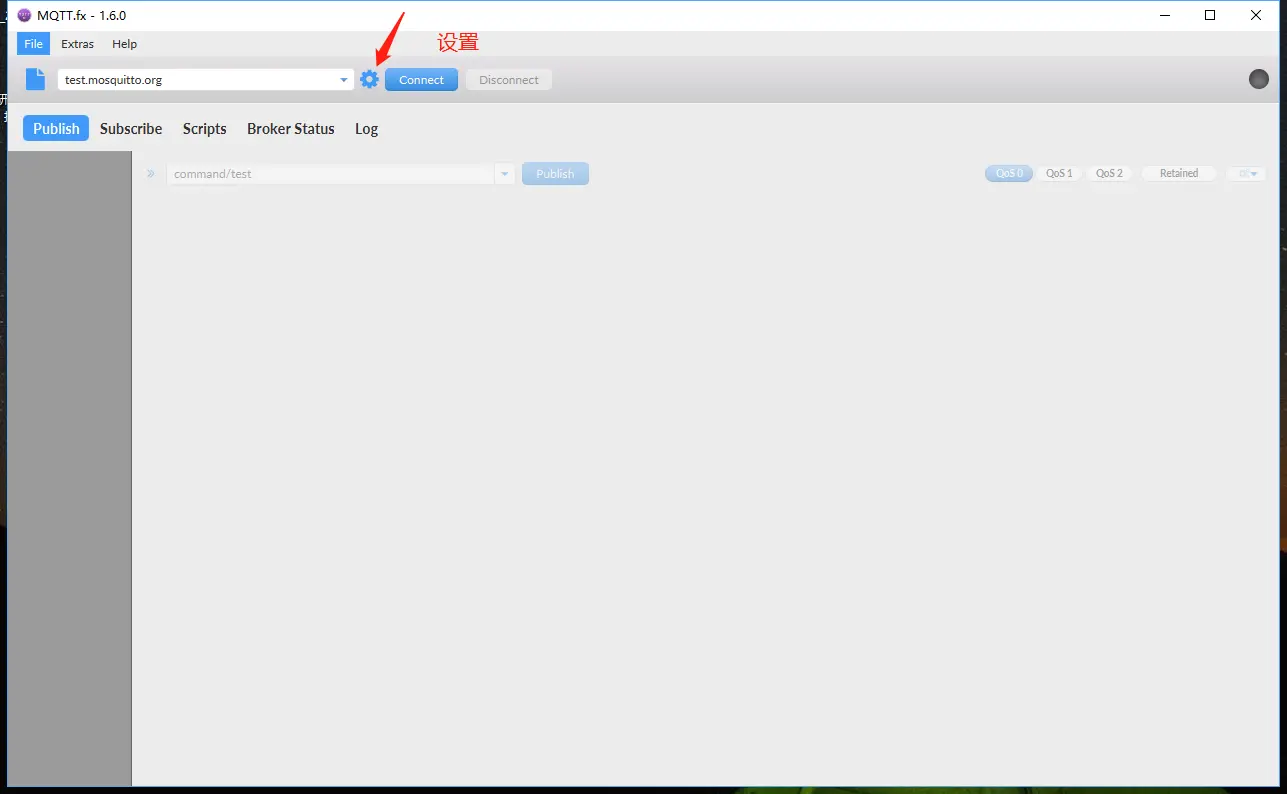 MQTT.fx - 1.6.0
File Extras Help
设置
test.mosquitto.org Connect Disconnect
Publish Subscribe Scripts Broker Status Log
command/test Publish QoS 0 QoS 1 QoS 2 Retained